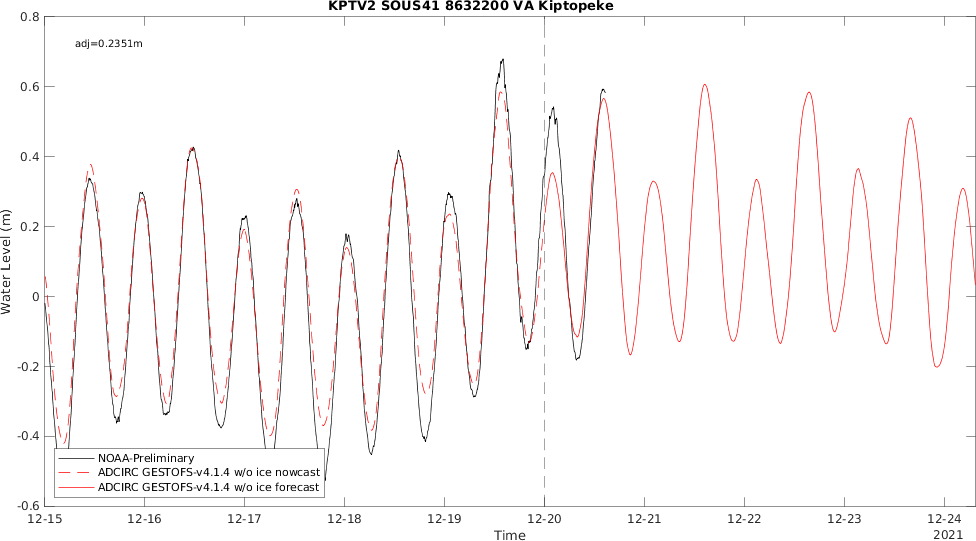 KPTV2 SOUS41 8632200 VA Kiptopeke
adj=0.2351m
0.8
0.6
0.4
0.2
0
-0.2
-0.4
-0.6
Water Level (m)
NOAA-Preliminary
ADCIRC GESTOFS-v4.1.4 w/o ice nowcast
ADCIRC GESTOFS-v4.1.4 w/o ice forecast
12-15 12-16 12-17 12-18 12-19 12-20 12-21 12-22 12-23 12-24
Time
2021